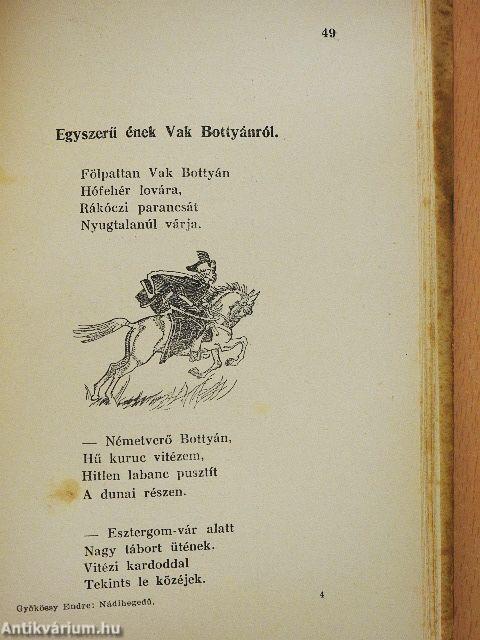 49
Egyszerű ének Vak Bottyánról.
Fölpattan Vak Bottyán
Hófehér lovára,
Rákóczi parancsát
Nyugtalanúl várja.
— Németverő Bottyán,
Hű kuruc vitézem,
Hitlen labanc pusztít
A dunai részen.
— Esztergom-vár alatt
Nagy tábort ütének.
Vitézi kardoddal
Tekints le közéjek.
Gyökössy Endre: Nádihegedű.
4
Antikvárium.hu